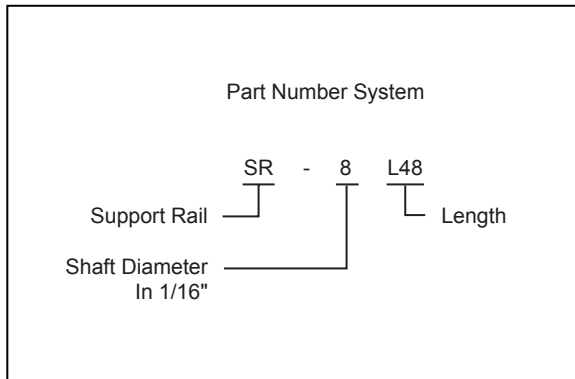 Part Number System
SR - 8 L48
Support Rail
Length
Shaft Diameter
In 1/16"